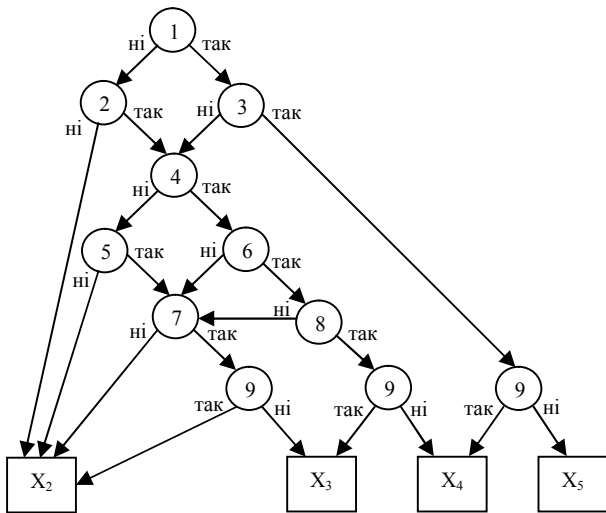 1
ні так
2 3
ні так ні так
4
ні так
5 6
ні так ні так
7 ні 8
ні так так
9 9 9
так ні так ні так ні
X2 X3 X4 X5